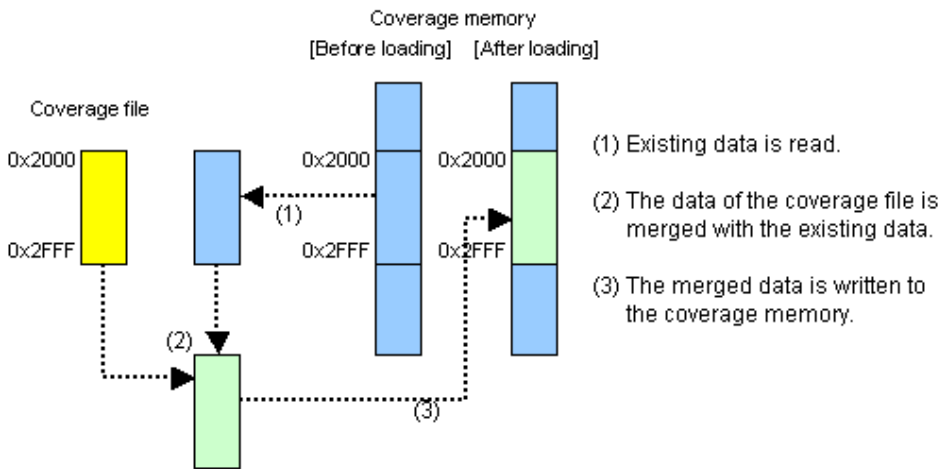 Coverage memory
[Before loading] [After loading]
Coverage file
0x2000
0x2FFF
0x2000
0x2FFF
0x2000
0x2FFF
(1)
(2)
(3)
(1) Existing data is read.
(2) The data of the coverage file is
merged with the existing data.
(3) The merged data is written to
the coverage memory.